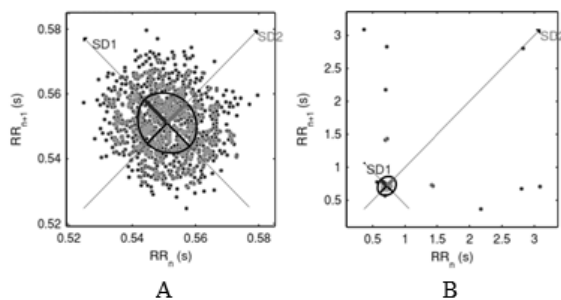 0.58
0.56
0.54
0.52
RRn+1 (s)
SD1
SD2
0.52 0.54 0.56 0.58
RRn (s)
A
3
2.5
2
1.5
1
0.5
RRn+1 (s)
SD1
SD2
0.5 1 1.5 2 2.5 3
RRn (s)
B